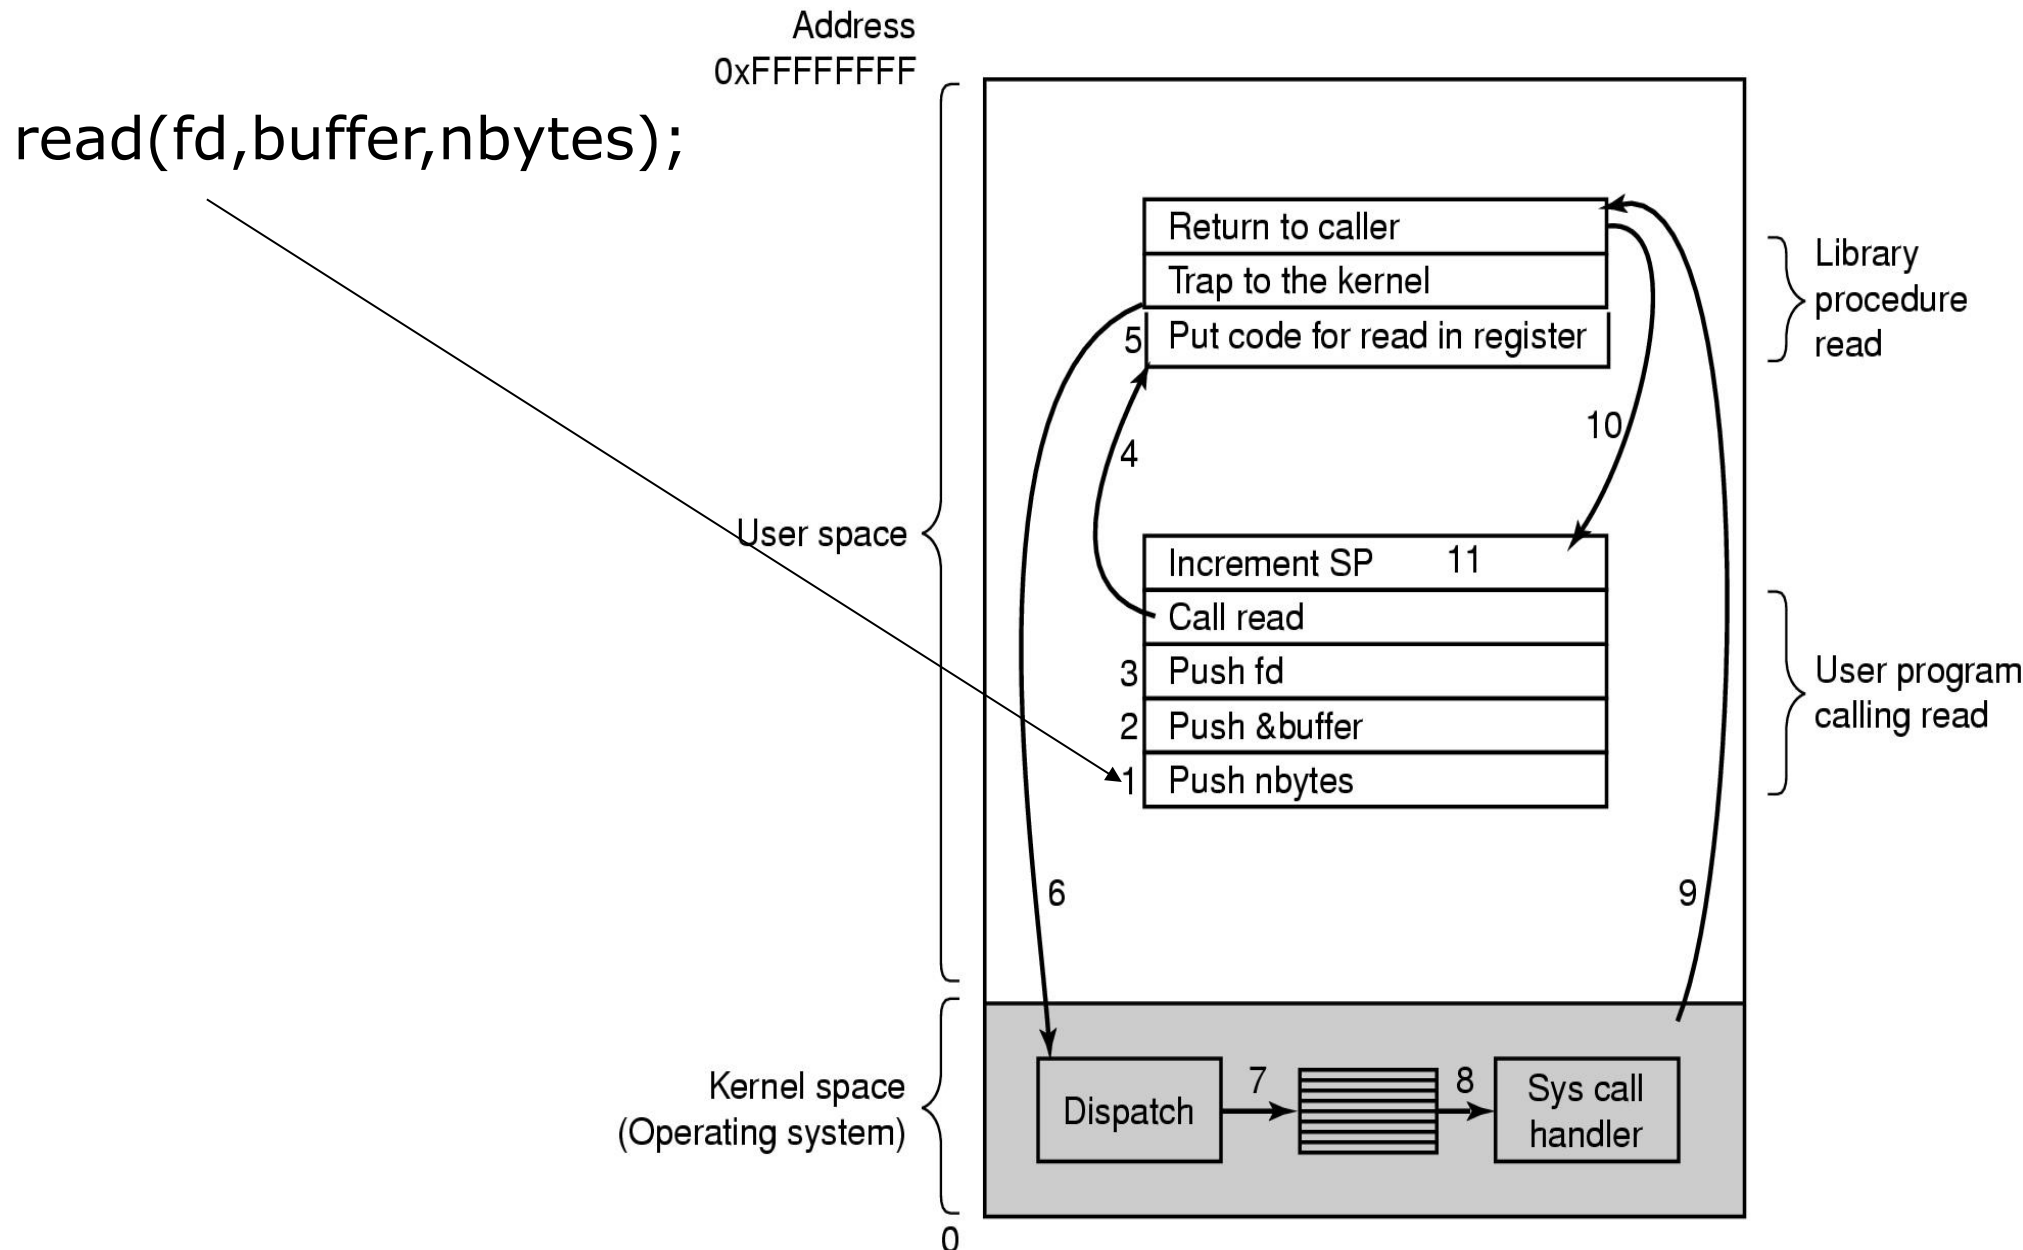 Address
0xFFFFFFFF
read(fd,buffer,nbytes);
Return to caller
Trap to the kernel
5 Put code for read in register
Library
procedure
read
4
10
User space
Increment SP 11
Call read
3 Push fd
2 Push &buffer
1 Push nbytes
User program
calling read
6
9
Kernel space
(Operating system)
Dispatch
7
8
Sys call
handler
0